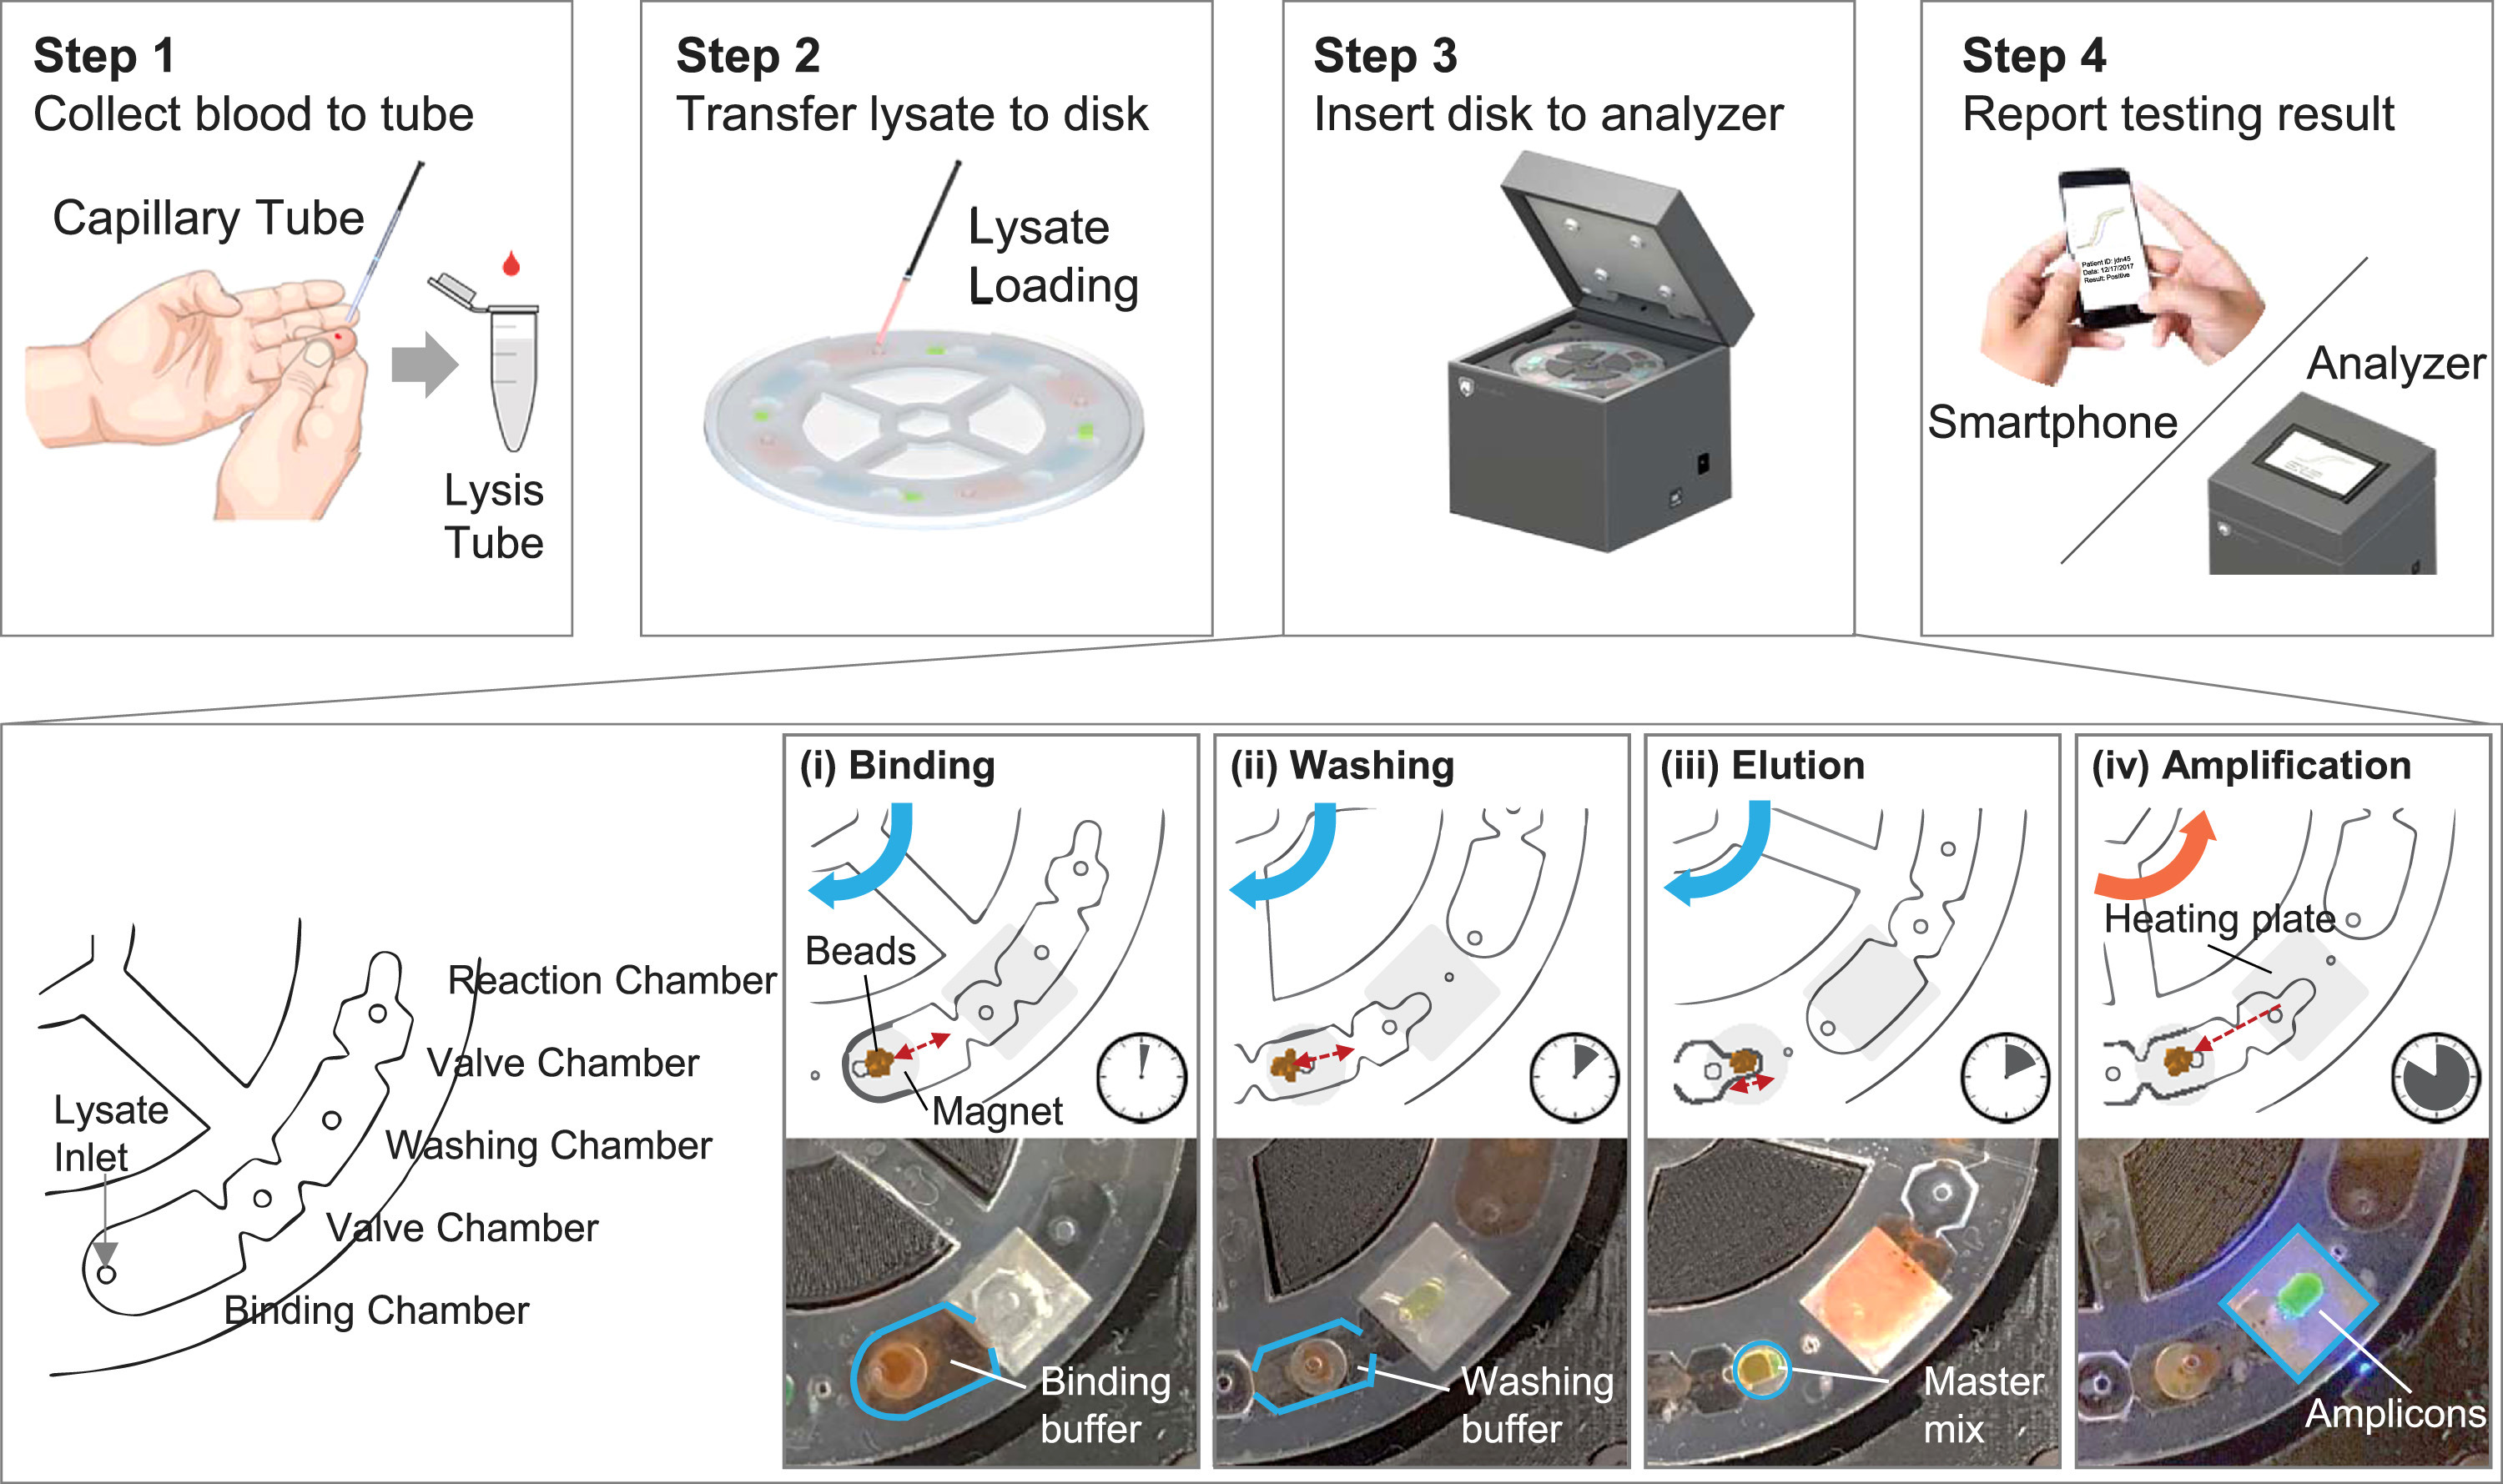 Step 1
Collect blood to tube
Capillary Tube
Lysis
Tube
Step 2
Transfer lysate to disk
Lysate
Loading
Step 3
Insert disk to analyzer
Step 4
Report testing result
Patient ID: jdn45
Data: 12/17/2017
Result: Positive
Smartphone
Analyzer
Reaction Chamber
Valve Chamber
Lysate
Inlet
Washing Chamber
Valve Chamber
Binding Chamber
(i) Binding
Beads
Magnet
Binding
buffer
(ii) Washing
Washing
buffer
(iii) Elution
Master
mix
(iv) Amplification
Heating plate
Amplicons